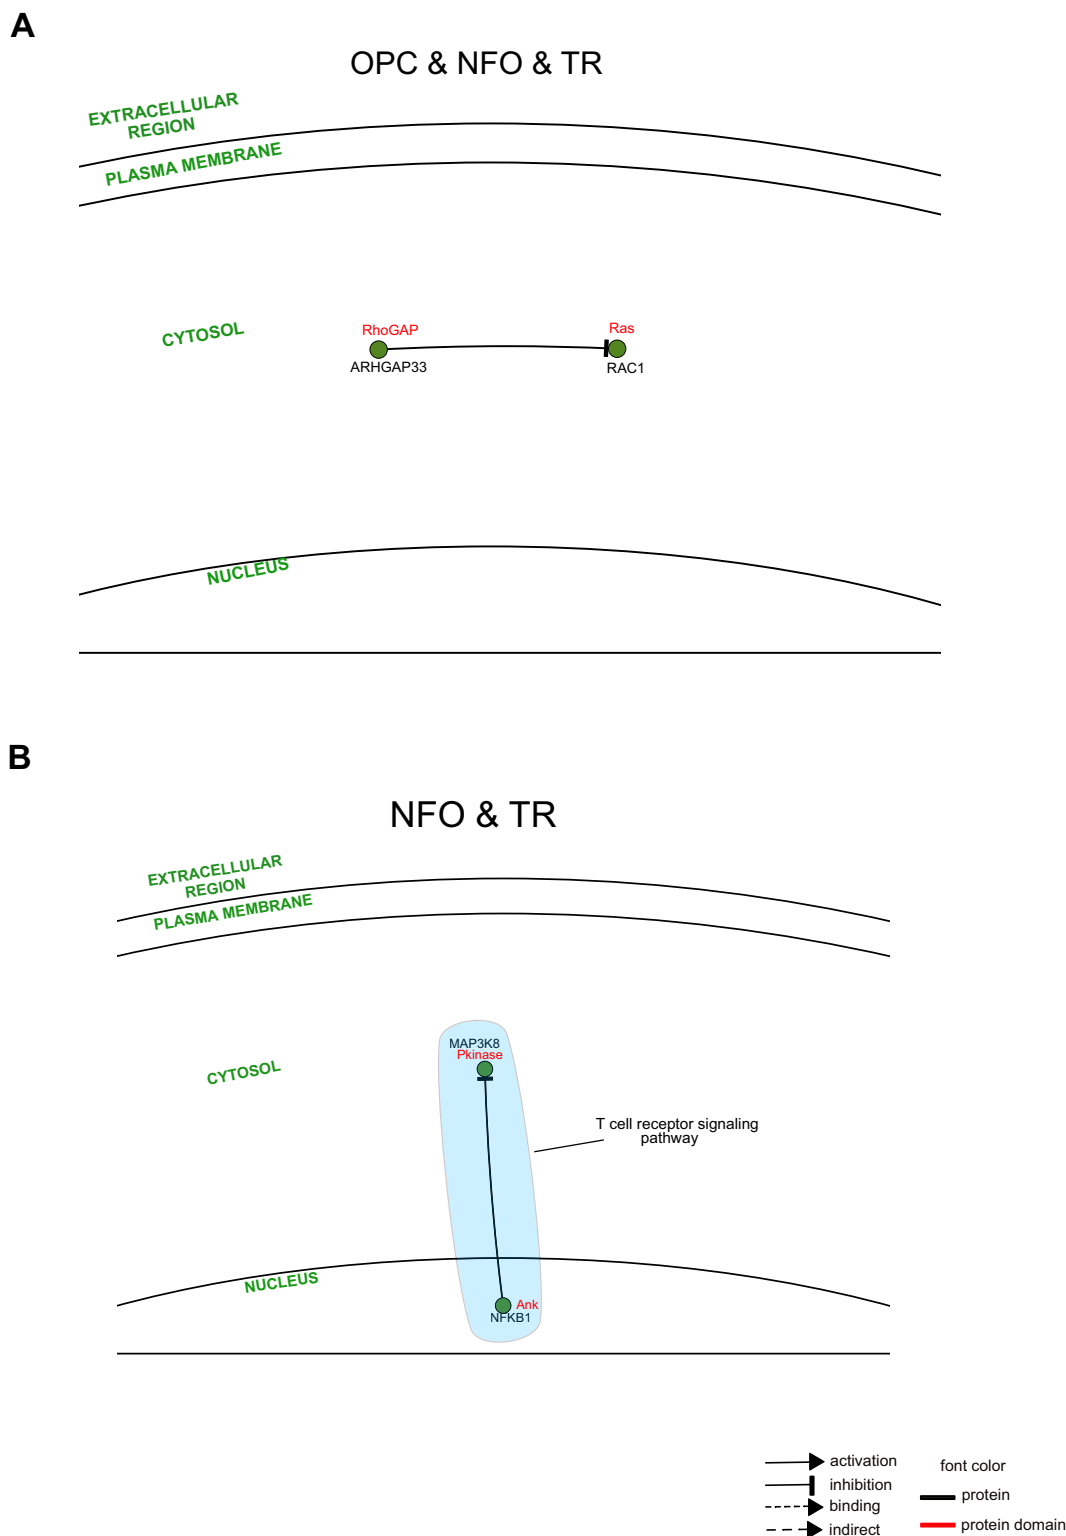 A
OPC & NFO & TR
EXTRACELLULAR
REGION
PLASMA MEMBRANE
CYTOSOL
RhoGAP
ARHGAP33
Ras
RAC1
NUCLEUS
B
NFO & TR
EXTRACELLULAR
REGION
PLASMA MEMBRANE
MAP3K8
Pkinase
CYTOSOL
T cell receptor signaling
pathway
NUCLEUS
Ank
NFKB1
activation
inhibition
binding
indirect
font color
protein
protein domain